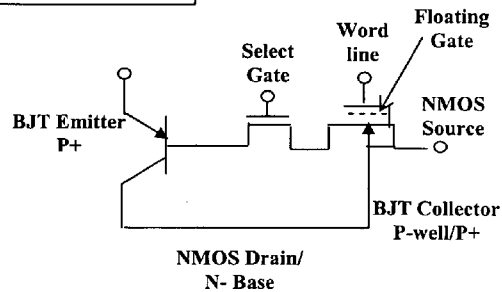 Floating
Gate
Word
line
Select
Gate
NMOS
Source
BJT Emitter
P+
BJT Collector
P-well/P+
NMOS Drain/
N- Base